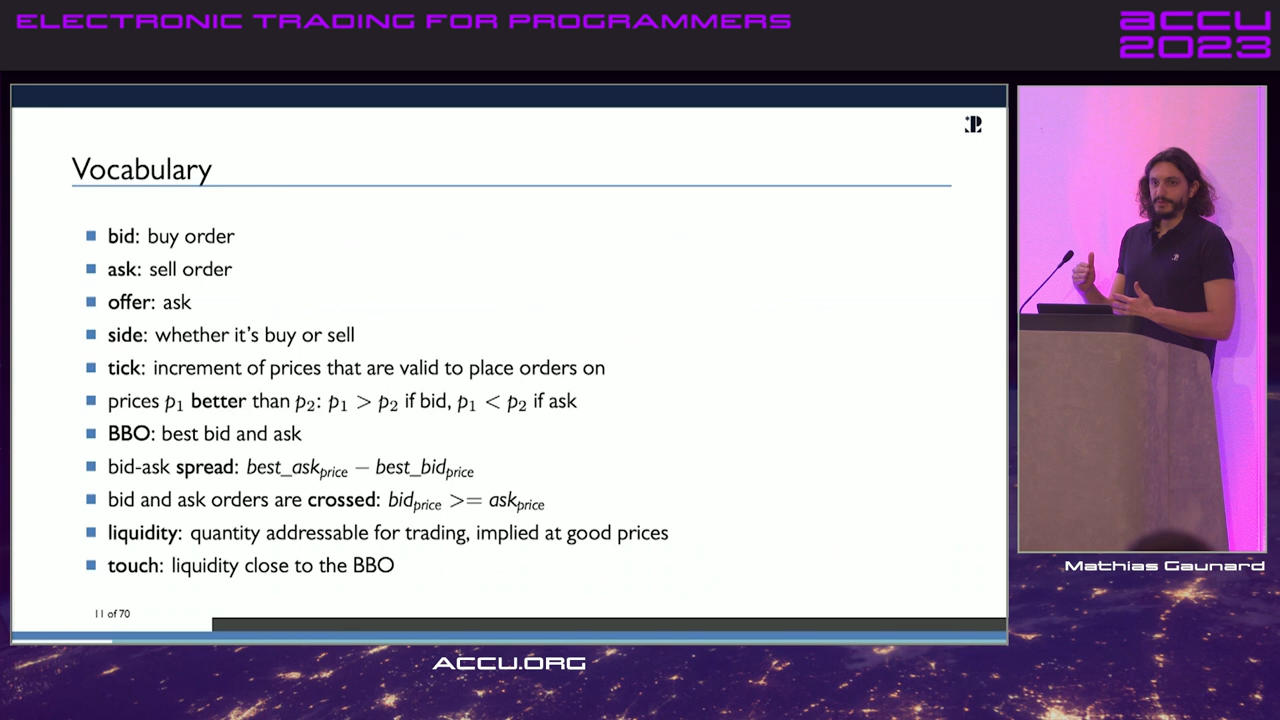 ELECTRONIC TRADING FOR PROGRAMMERS
accu
2023
Vocabulary
bid: buy order
ask: sell order
offer: ask
side: whether it's buy or sell
tick: increment of prices that are valid to place orders on
prices p₁ better than p₂: p₁ > p₂ if bid, p₁ < p₂ if ask
BBO: best bid and ask
bid-ask spread: best_ask_price − best_bid_price
bid and ask orders are crossed: bid_price >= ask_price
liquidity: quantity addressable for trading, implied at good prices
touch: liquidity close to the BBO
11 of 70
Mathias Gaunard
ACCU.ORG